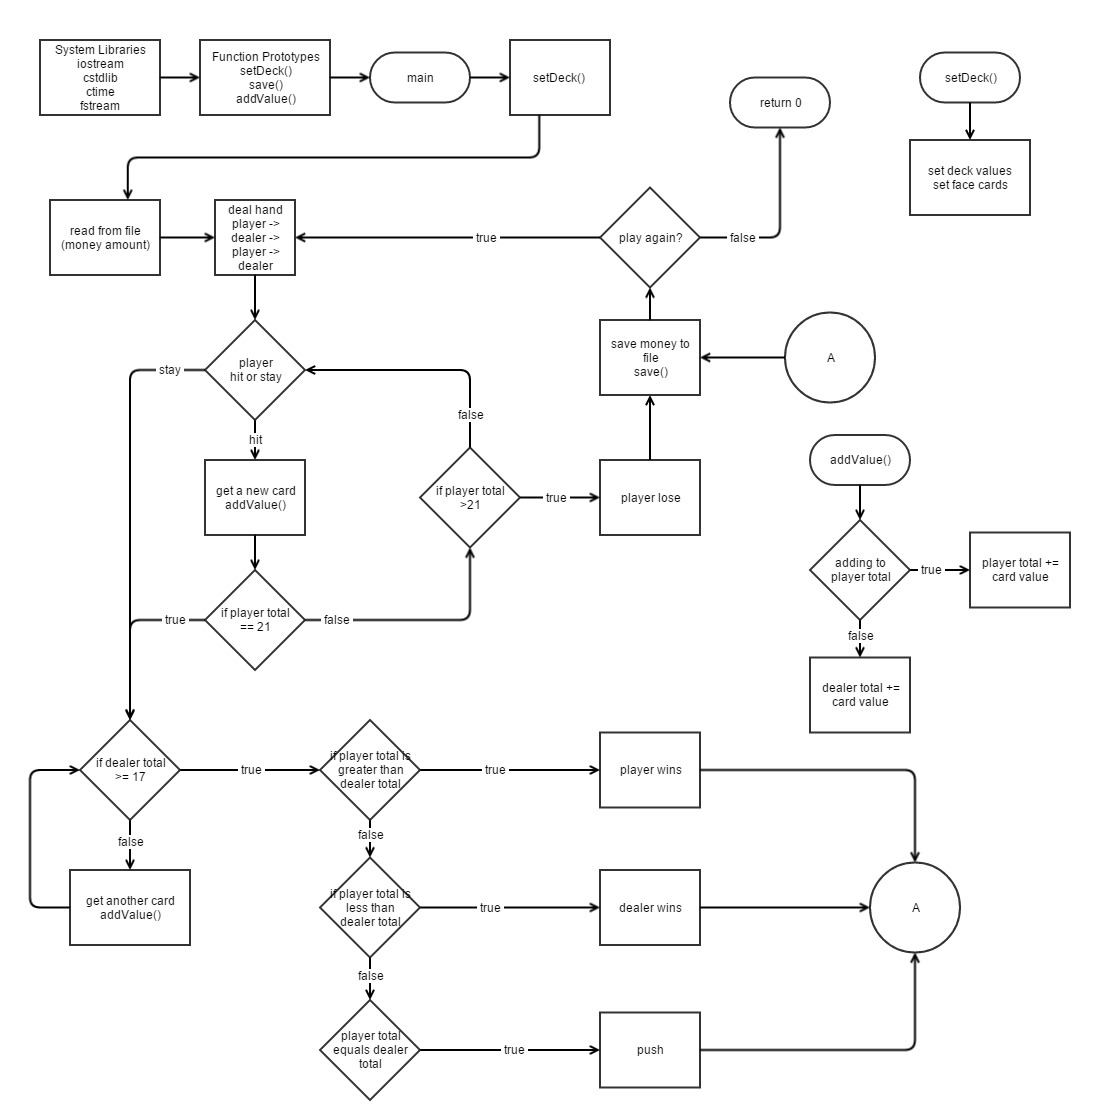 System Libraries
iostream
cstdlib
ctime
fstream
Function Prototypes
setDeck()
save()
addValue()
main
setDeck()
return 0
setDeck()
set deck values
set face cards
read from file
(money amount)
deal hand
player ->
dealer ->
player ->
dealer
true
play again?
false
player
hit or stay
stay
hit
save money to
file
save()
A
false
get a new card
addValue()
if player total
>21
true
player lose
addValue()
adding to
player total
true
player total +=
card value
false
dealer total +=
card value
true
if player total
== 21
false
if dealer total
>= 17
true
if player total is
greater than
dealer total
true
player wins
false
get another card
addValue()
false
if player total is
less than
dealer total
true
dealer wins
A
false
player total
equals dealer
total
true
push